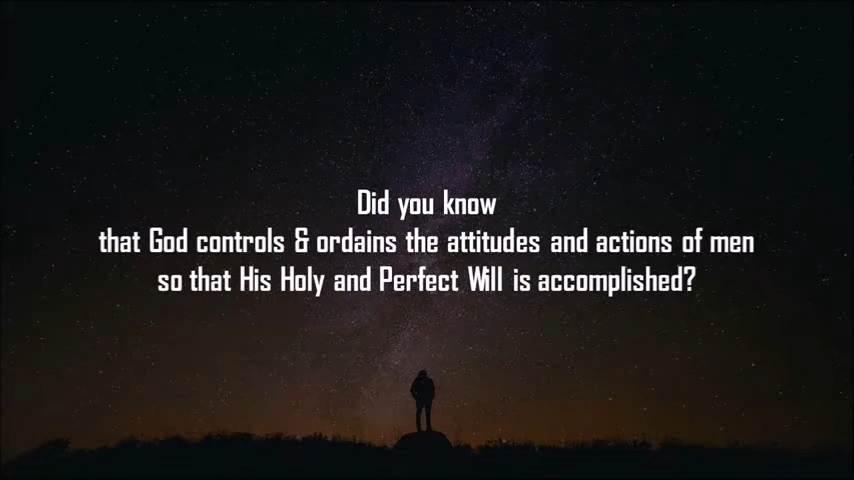 Did you know
that God controls & ordains the attitudes and actions of men
so that His Holy and Perfect Will is accomplished?